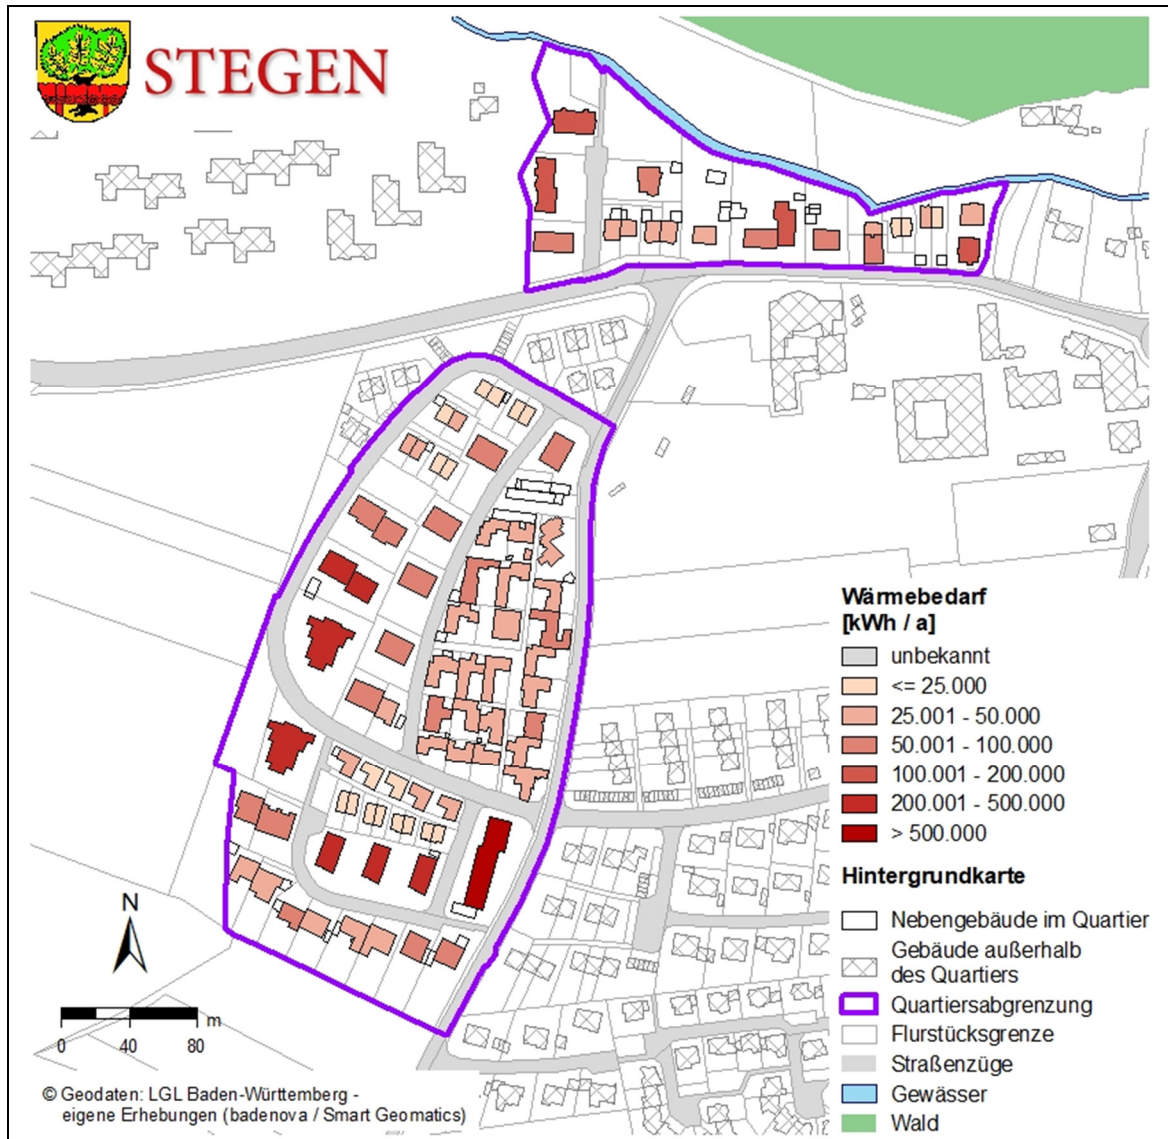 STEGEN
Wärmebedarf
[kWh / a]
unbekannt
<= 25.000
25.001 - 50.000
50.001 - 100.000
100.001 - 200.000
200.001 - 500.000
> 500.000
Hintergrundkarte
Nebengebäude im Quartier
Gebäude außerhalb
des Quartiers
Quartiersabgrenzung
Flurstücksgrenze
Straßenzüge
Gewässer
Wald
N
m
0 40 80
© Geodaten: LGL Baden-Württemberg -
eigene Erhebungen (badenova / Smart Geomatics)